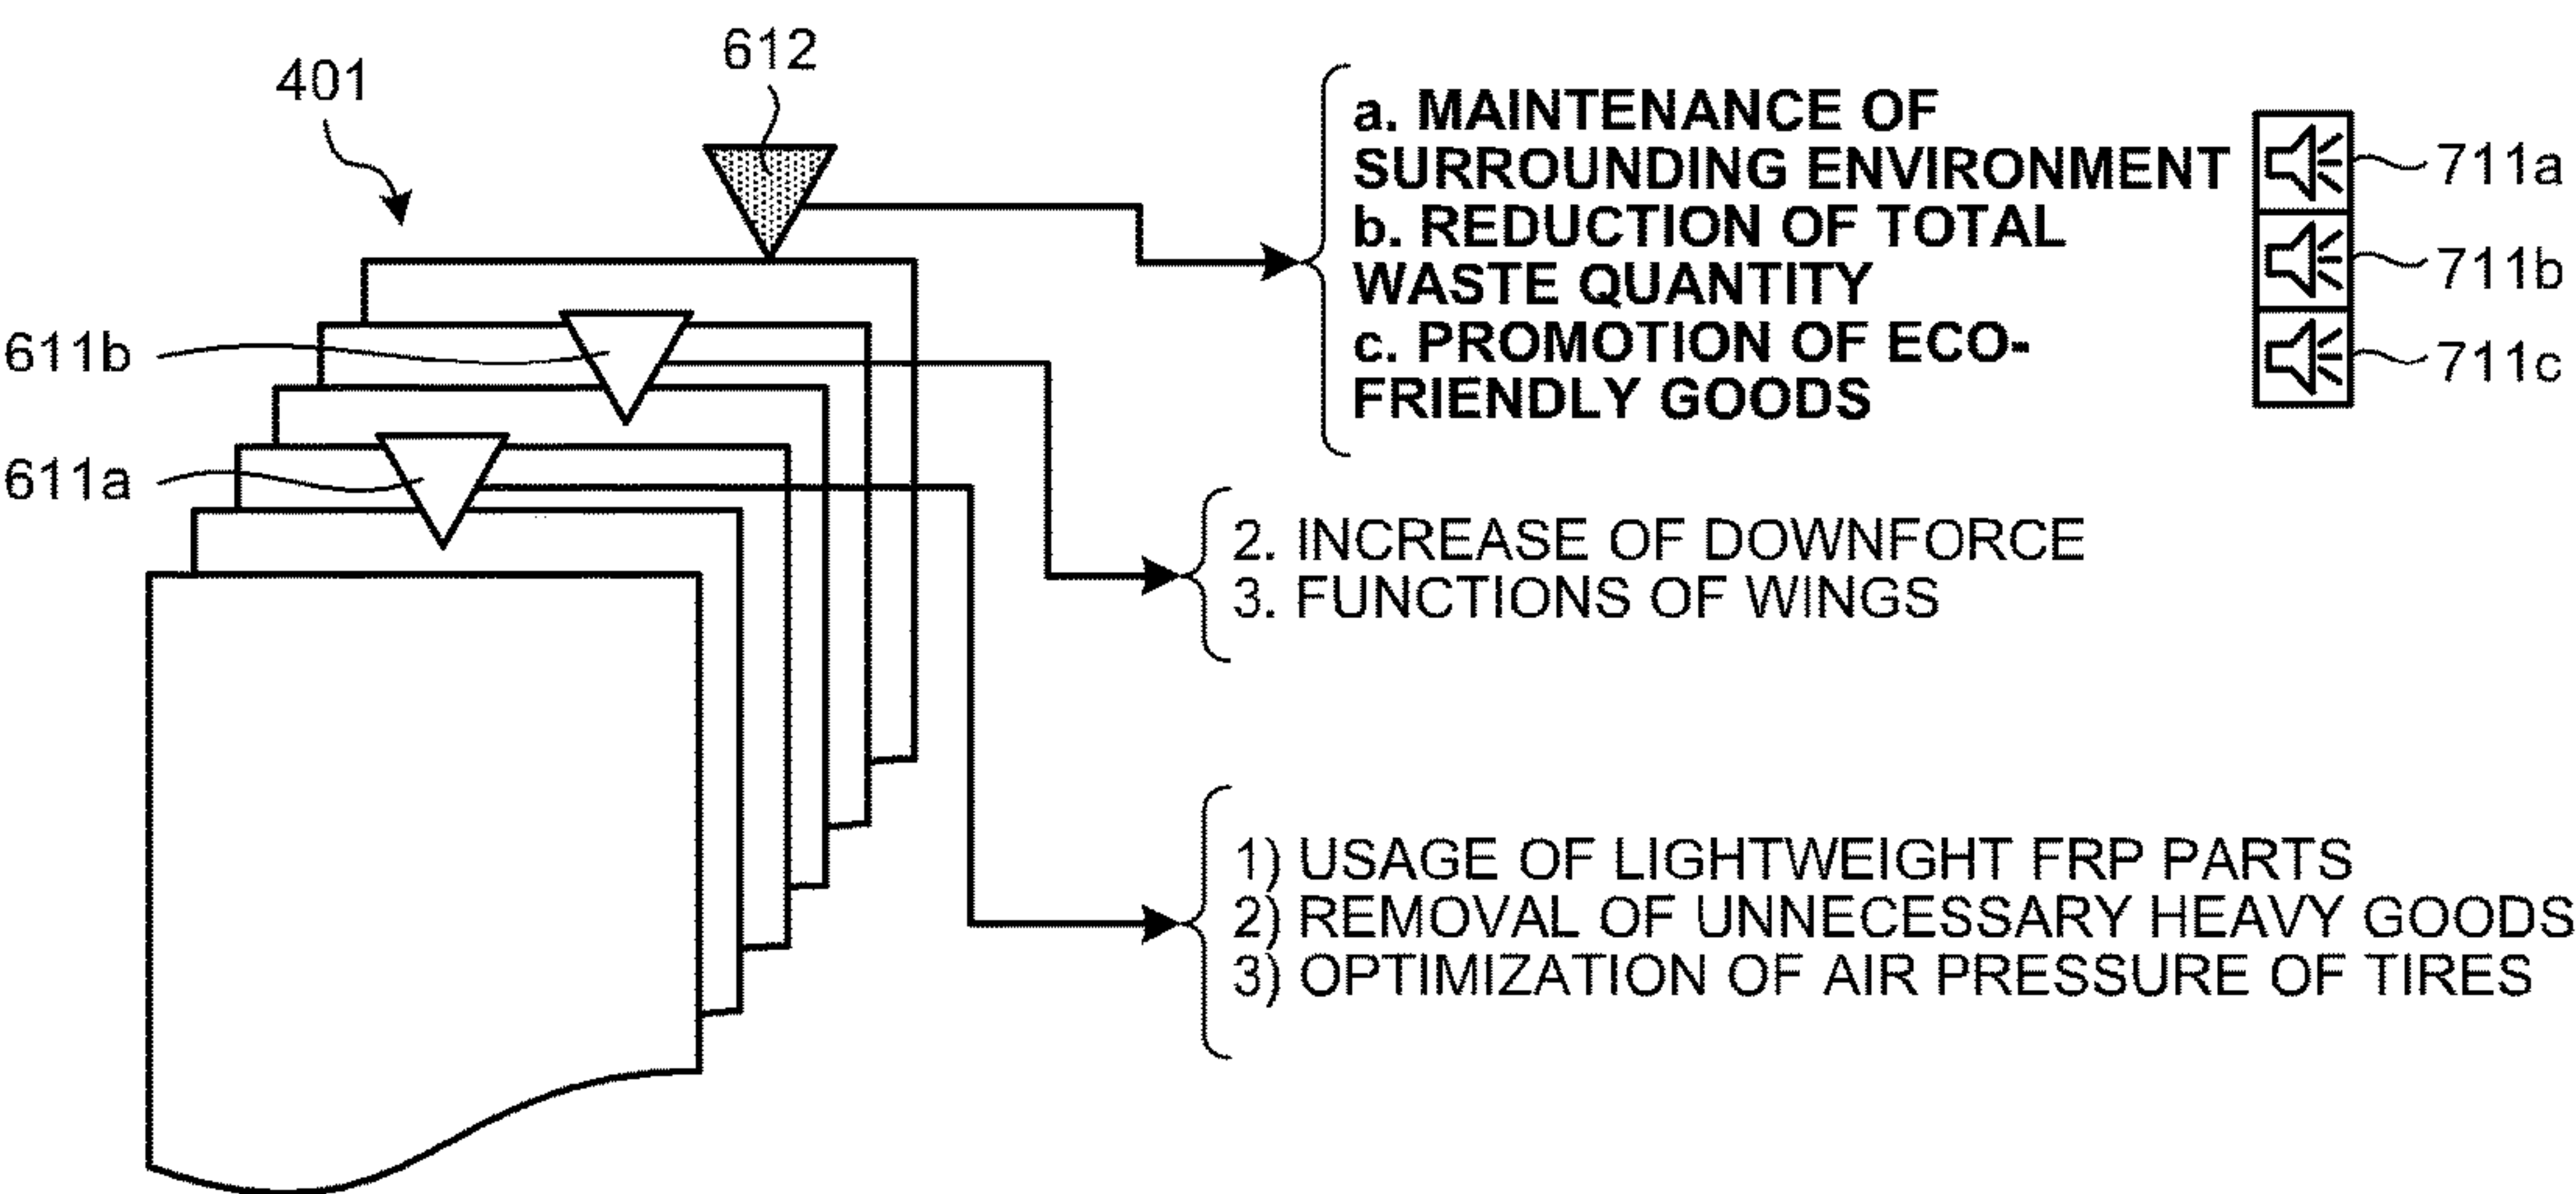 612
401
a. MAINTENANCE OF
SURROUNDING ENVIRONMENT
b. REDUCTION OF TOTAL
WASTE QUANTITY
c. PROMOTION OF ECO-
FRIENDLY GOODS
711a
711b
711c
611b
611a
2. INCREASE OF DOWNFORCE
3. FUNCTIONS OF WINGS
1) USAGE OF LIGHTWEIGHT FRP PARTS
2) REMOVAL OF UNNECESSARY HEAVY GOODS
3) OPTIMIZATION OF AIR PRESSURE OF TIRES